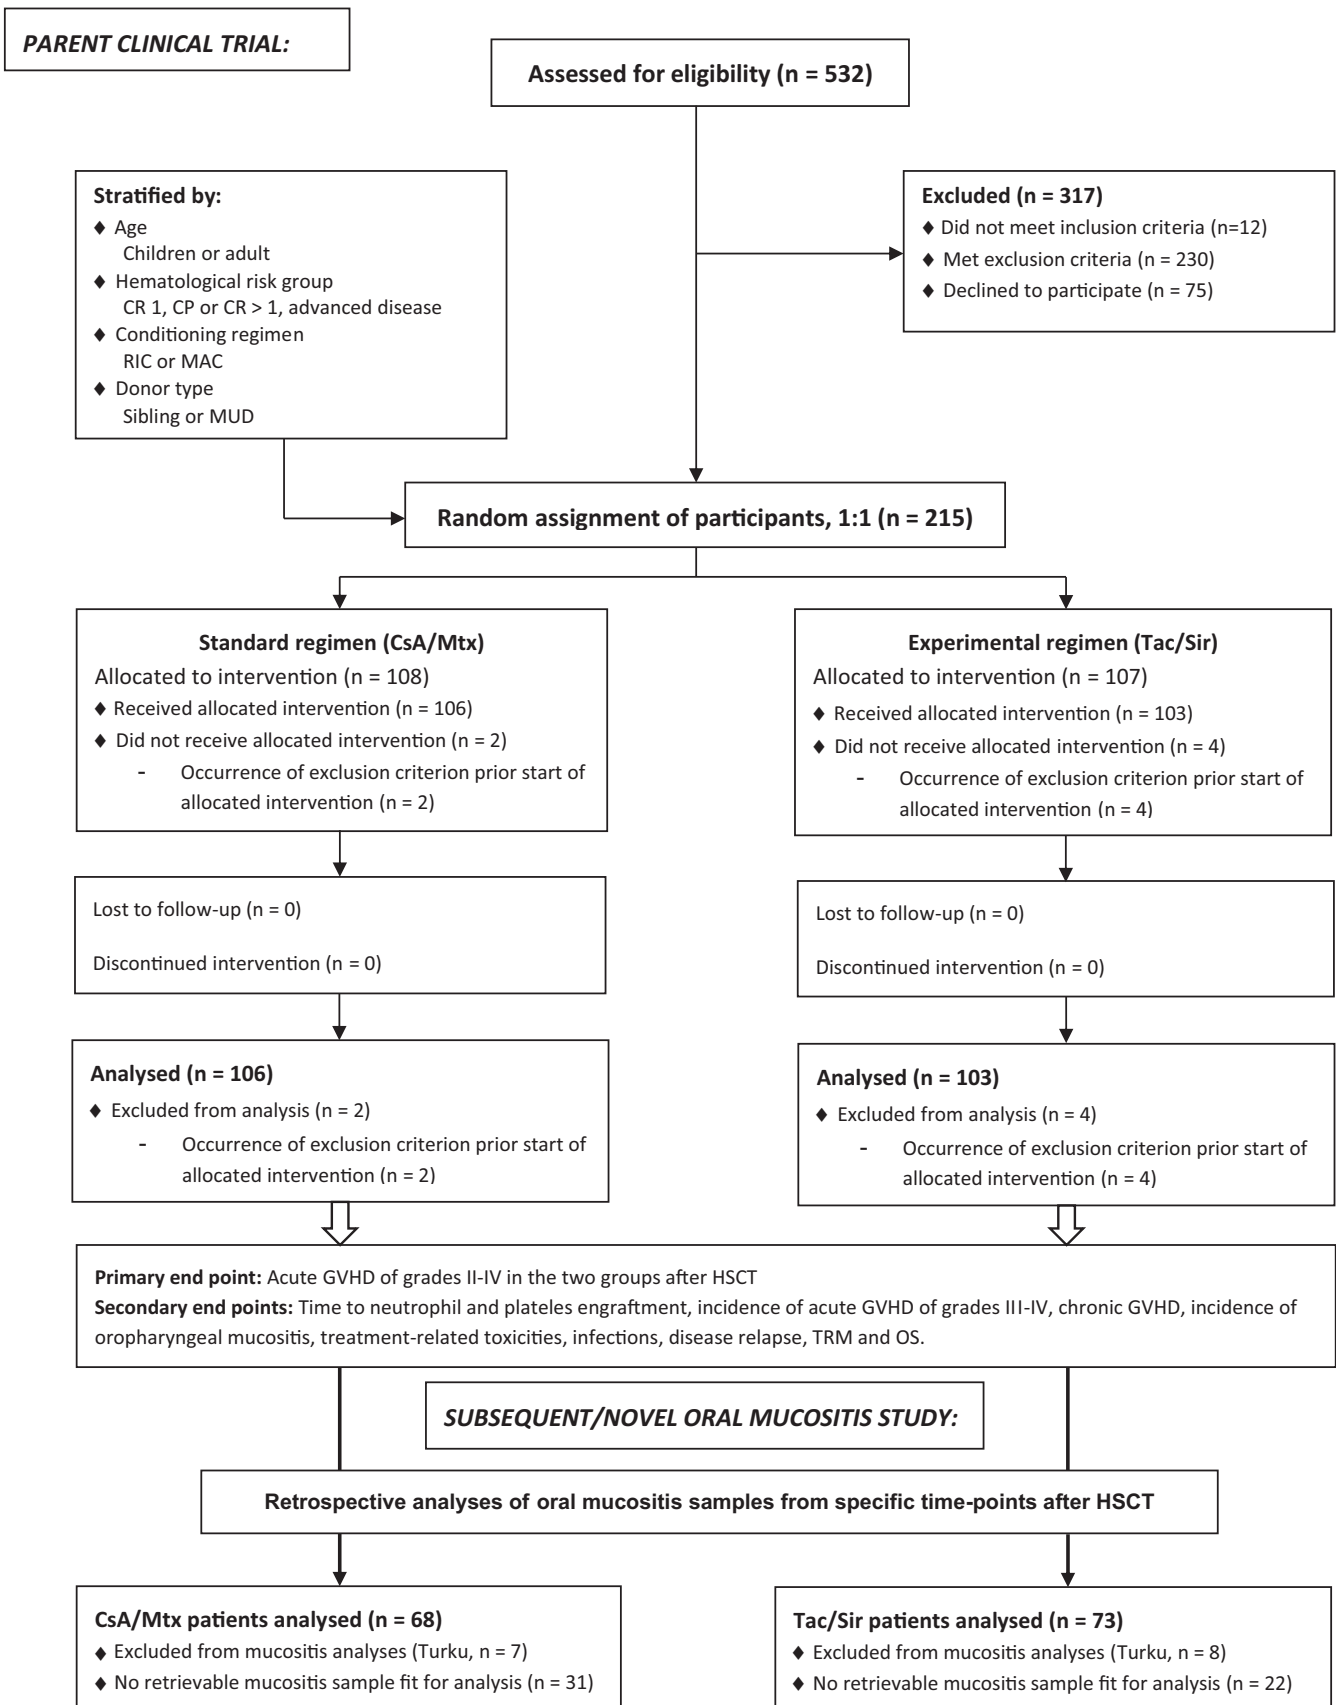 PARENT CLINICAL TRIAL:
Assessed for eligibility (n = 532)
Stratified by:
♦ Age
Children or adult
♦ Hematological risk group
CR 1, CP or CR > 1, advanced disease
♦ Conditioning regimen
RIC or MAC
♦ Donor type
Sibling or MUD
Excluded (n = 317)
♦ Did not meet inclusion criteria (n=12)
♦ Met exclusion criteria (n = 230)
♦ Declined to participate (n = 75)
Random assignment of participants, 1:1 (n = 215)
Standard regimen (CsA/Mtx)
Allocated to intervention (n = 108)
♦ Received allocated intervention (n = 106)
♦ Did not receive allocated intervention (n = 2)
- Occurrence of exclusion criterion prior start of
allocated intervention (n = 2)
Experimental regimen (Tac/Sir)
Allocated to intervention (n = 107)
♦ Received allocated intervention (n = 103)
♦ Did not receive allocated intervention (n = 4)
- Occurrence of exclusion criterion prior start of
allocated intervention (n = 4)
Lost to follow-up (n = 0)
Discontinued intervention (n = 0)
Lost to follow-up (n = 0)
Discontinued intervention (n = 0)
Analysed (n = 106)
♦ Excluded from analysis (n = 2)
- Occurrence of exclusion criterion prior start of
allocated intervention (n = 2)
Analysed (n = 103)
♦ Excluded from analysis (n = 4)
- Occurrence of exclusion criterion prior start of
allocated intervention (n = 4)
Primary end point: Acute GVHD of grades II-IV in the two groups after HSCT
Secondary end points: Time to neutrophil and plateles engraftment, incidence of acute GVHD of grades III-IV, chronic GVHD, incidence of
oropharyngeal mucositis, treatment-related toxicities, infections, disease relapse, TRM and OS.
SUBSEQUENT/NOVEL ORAL MUCOSITIS STUDY:
Retrospective analyses of oral mucositis samples from specific time-points after HSCT
CsA/Mtx patients analysed (n = 68)
♦ Excluded from mucositis analyses (Turku, n = 7)
♦ No retrievable mucositis sample fit for analysis (n = 31)
Tac/Sir patients analysed (n = 73)
♦ Excluded from mucositis analyses (Turku, n = 8)
♦ No retrievable mucositis sample fit for analysis (n = 22)